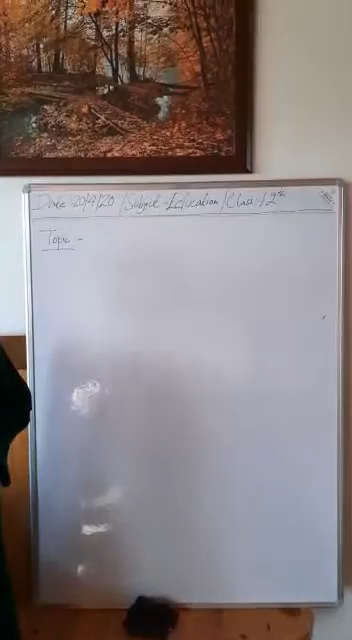 Date 20/4/20 / Subject - Education / Class - 12th
Topic -